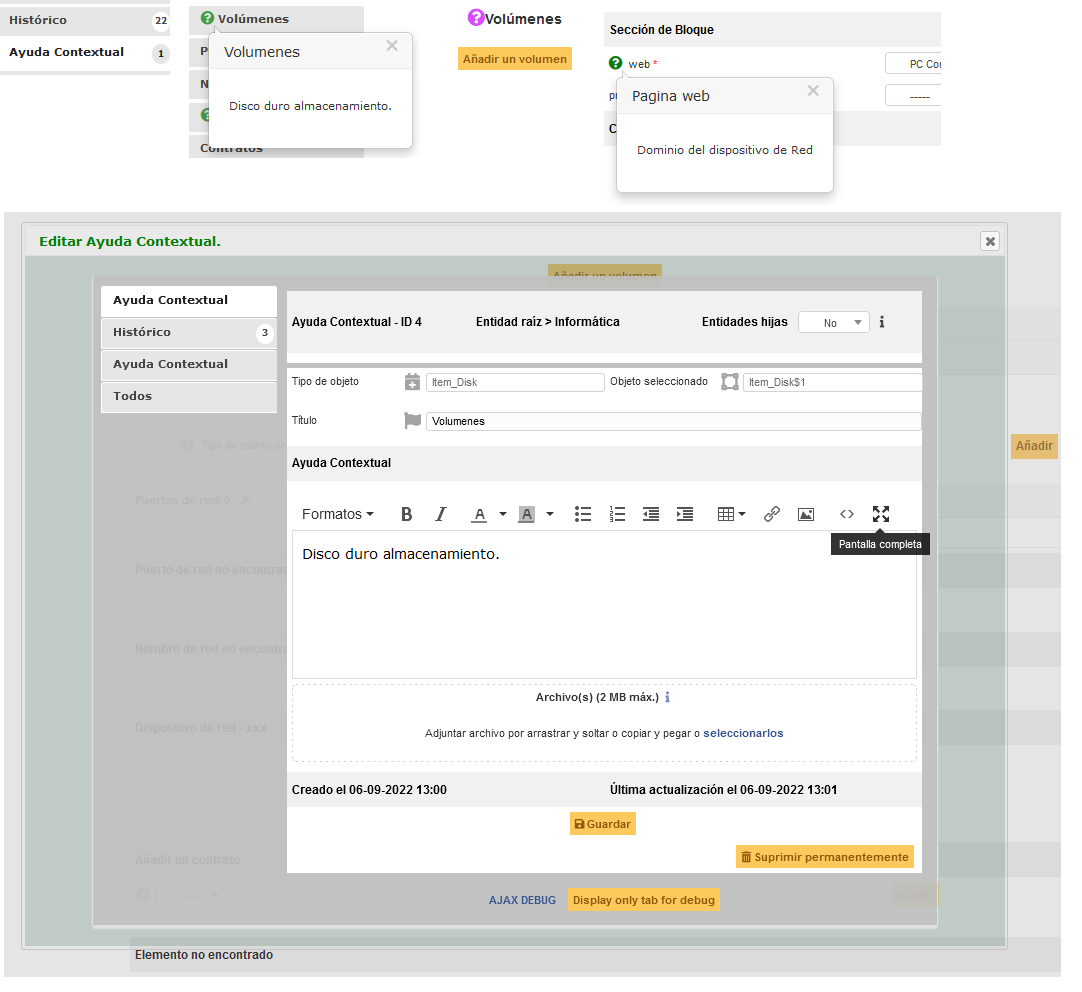 Histórico 22
Ayuda Contextual 1
Volúmenes
Volumenes
Disco duro almacenamiento.
P
N
Contratos
Volúmenes
Añadir un volumen
Sección de Bloque
web *
PC Co
-----
Pagina web
Dominio del dispositivo de Red
C
Editar Ayuda Contextual.
Añadir un volumen
Ayuda Contextual
Histórico 3
Ayuda Contextual
Todos
Ayuda Contextual - ID 4 Entidad raíz > Informática Entidades hijas No
Tipo de objeto Item_Disk Objeto seleccionado Item_Disk$1
Título Volumenes
Ayuda Contextual
Formatos B I A A
Pantalla completa
Disco duro almacenamiento.
Archivo(s) (2 MB máx.)
Adjuntar archivo por arrastrar y soltar o copiar y pegar o seleccionarlos
Creado el 06-09-2022 13:00 Última actualización el 06-09-2022 13:01
Guardar
Suprimir permanentemente
AJAX DEBUG Display only tab for debug
Tipo de puerto de
Añadir
Puertos de red: 0 -
Puerto de red no encontrad
Nombre de red no encontra
Dispositivo de red - xxx
Añadir un contrato
-----
Añadir
Elemento no encontrado